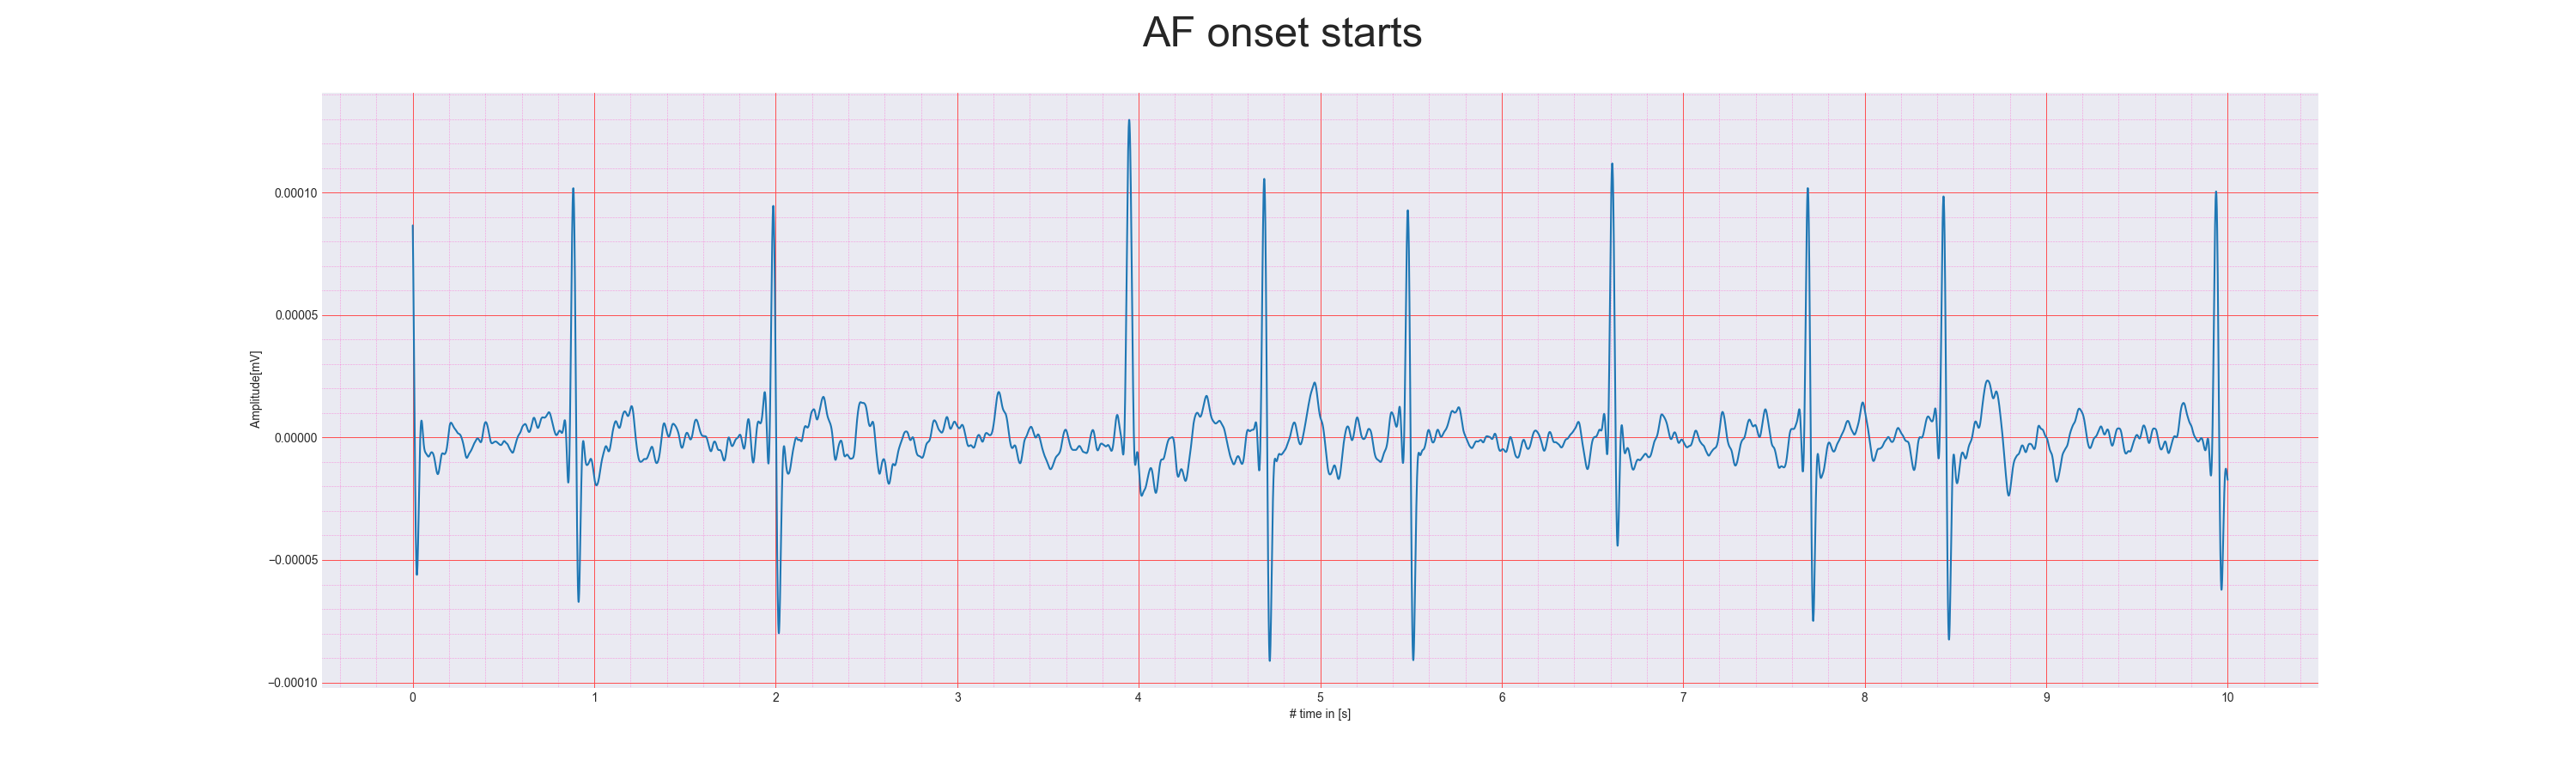 AF onset starts
0.00010
0.00005
0.00000
−0.00005
−0.00010
Amplitude[mV]
0 1 2 3 4 5 6 7 8 9 10
# time in [s]